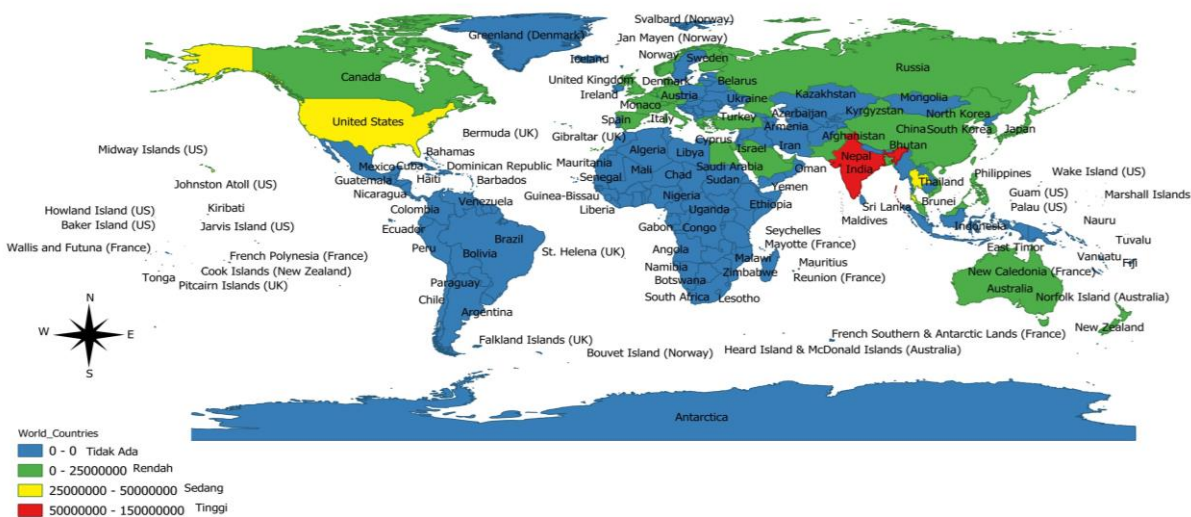 Svalbard (Norway)
Greenland (Denmark)
Jan Mayen (Norway)
Iceland
Norway
Sweden
Canada
Russia
United Kingdom
Denmark
Belarus
Ireland
Austria
Kazakhstan
Mongolia
Monaco
Ukraine
Kyrgyzstan
North Korea
United States
Bermuda (UK)
Spain
Italy
Turkey
Azerbaijan
Armenia
China
South Korea
Japan
Gibraltar (UK)
Cyprus
Iran
Afghanistan
Midway Islands (US)
Bahamas
Algeria
Libya
Israel
Nepal
Bhutan
Mexico
Cuba
Dominican Republic
Mauritania
Mali
Chad
Saudi Arabia
Oman
India
Philippines
Wake Island (US)
Johnston Atoll (US)
Guatemala
Haiti
Barbados
Senegal
Sudan
Thailand
Guam (US)
Marshall Islands
Nicaragua
Venezuela
Guinea-Bissau
Nigeria
Yemen
Sri Lanka
Brunei
Palau (US)
Howland Island (US)
Kiribati
Colombia
Liberia
Uganda
Ethiopia
Maldives
Nauru
Baker Island (US)
Jarvis Island (US)
Ecuador
Brazil
Gabon
Congo
Seychelles
Indonesia
Tuvalu
Wallis and Futuna (France)
French Polynesia (France)
Peru
Bolivia
St. Helena (UK)
Angola
Malawi
Mayotte (France)
East Timor
Vanuatu
Fiji
Tonga
Cook Islands (New Zealand)
Namibia
Zimbabwe
Mauritius
New Caledonia (France)
Pitcairn Islands (UK)
Paraguay
Botswana
Reunion (France)
Australia
Chile
South Africa
Lesotho
Norfolk Island (Australia)
Argentina
New Zealand
N
W
E
S
Falkland Islands (UK)
French Southern & Antarctic Lands (France)
Bouvet Island (Norway)
Heard Island & McDonald Islands (Australia)
Antarctica
World_Countries
0 - 0 Tidak Ada
0 - 25000000 Rendah
25000000 - 50000000 Sedang
50000000 - 150000000 Tinggi